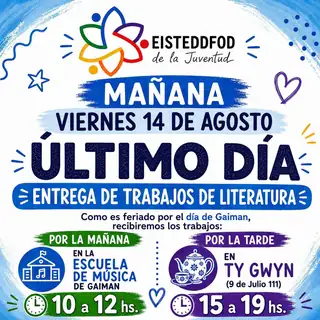 EISTEDDFOD
de la Juventud
MAÑANA
VIERNES 14 DE AGOSTO
ÚLTIMO DÍA
ENTREGA DE TRABAJOS DE LITERATURA
Como es feriado por el día de Gaiman,
recibiremos los trabajos:
POR LA MAÑANA
EN LA
ESCUELA
DE MÚSICA
DE GAIMAN
10 a 12 hs.
POR LA TARDE
EN
TY GWYN
(9 de Julio 111)
15 a 19 hs.